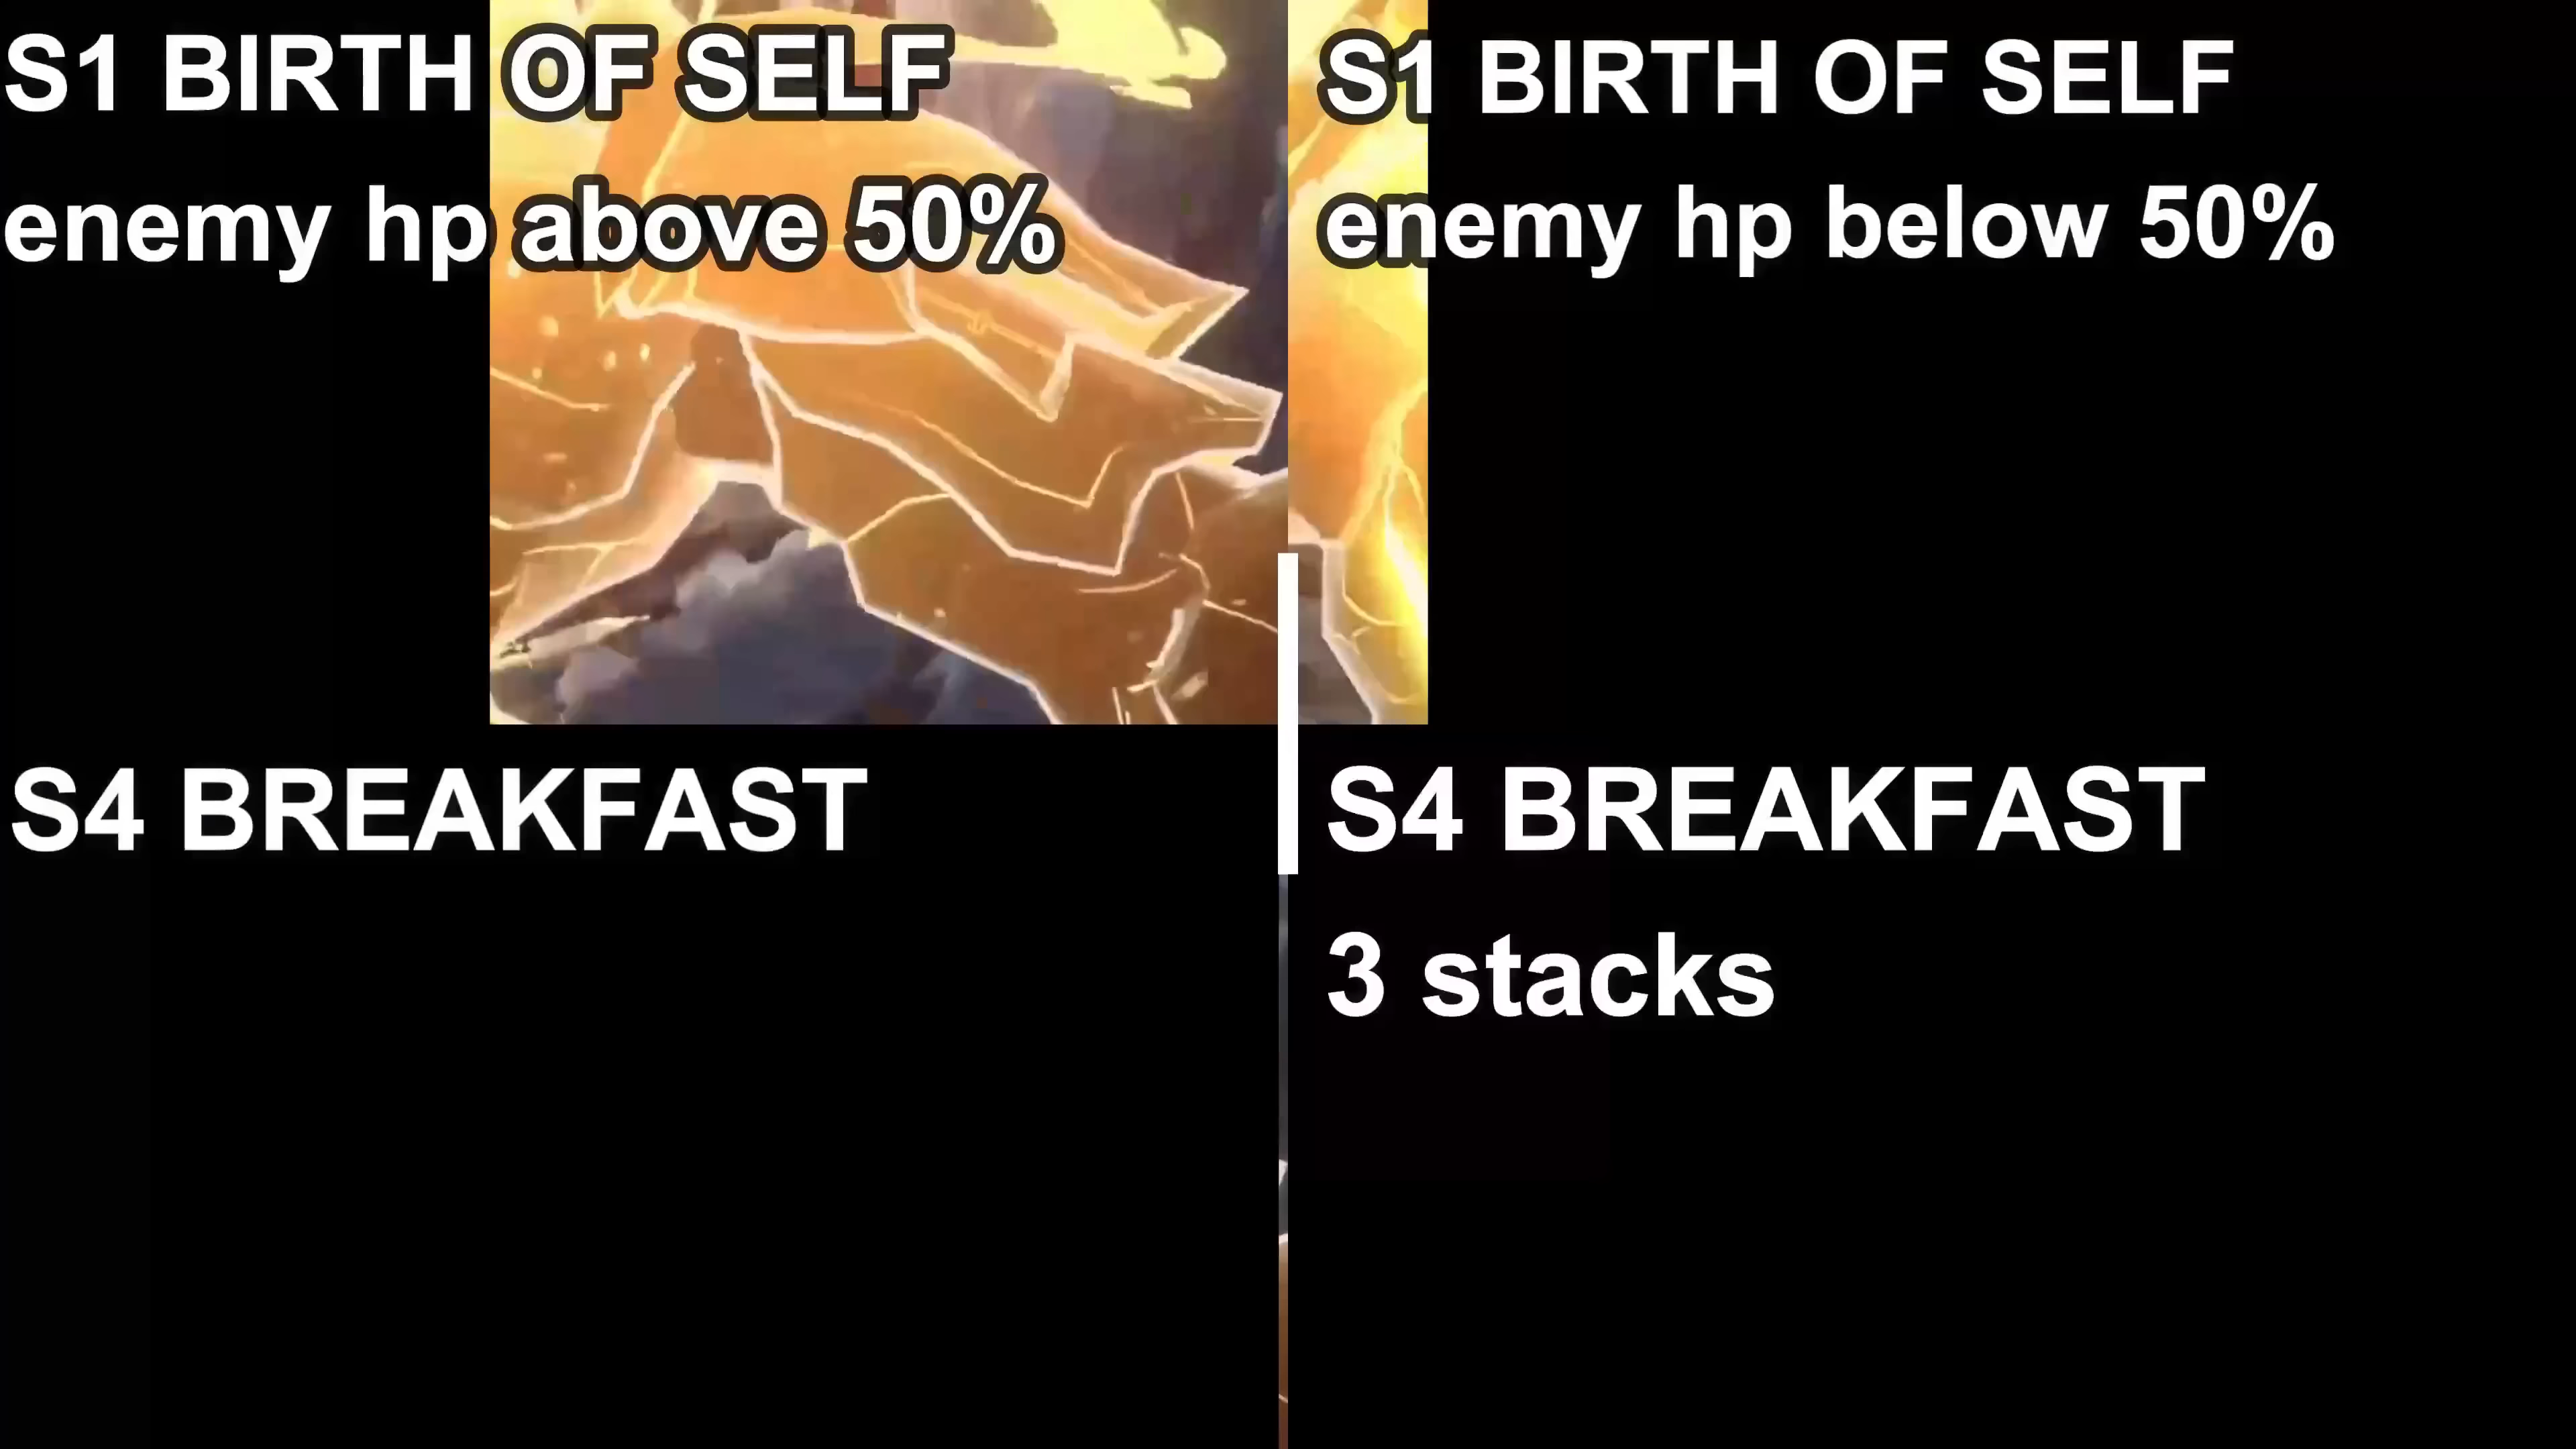 S1 BIRTH OF SELF
enemy hp above 50%
S1 BIRTH OF SELF
enemy hp below 50%
S4 BREAKFAST
S4 BREAKFAST
3 stacks